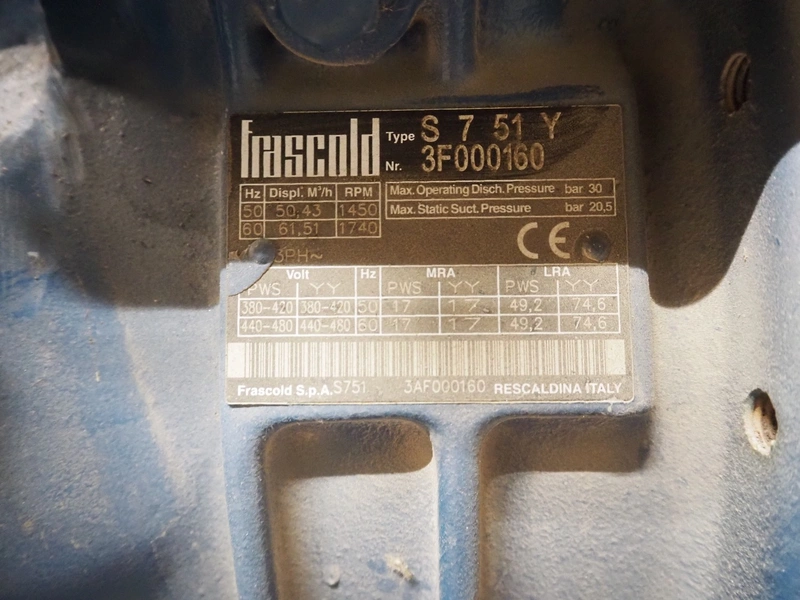 frascold Type S 7 51 Y
Nr. 3F000160
Hz Displ. M³/h RPM
50 50,43 1450
60 61,51 1740
Max. Operating Disch. Pressure bar 30
Max. Static Suct. Pressure bar 20,5
CE
3PH~
Volt Hz MRA LRA
PWS YY PWS YY PWS YY
380-420 380-420 50 17 17 49,2 74,6
440-480 440-480 60 17 17 49,2 74,6
Frascold S.p.A. S751 3AF000160 RESCALDINA ITALY